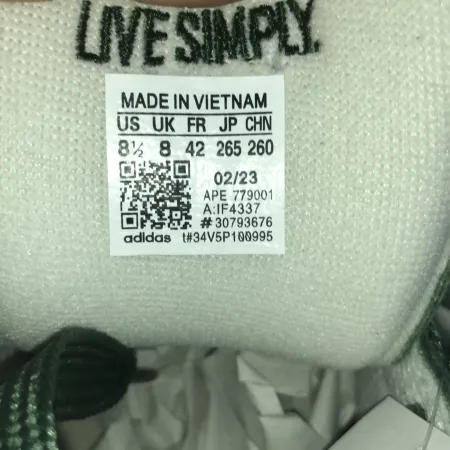 LIVE SIMPLY.
MADE IN VIETNAM
US UK FR JP CHN
8½ 8 42 265 260
02/23
APE 779001
A:IF4337
# 30793676
adidas t#34V5P100995